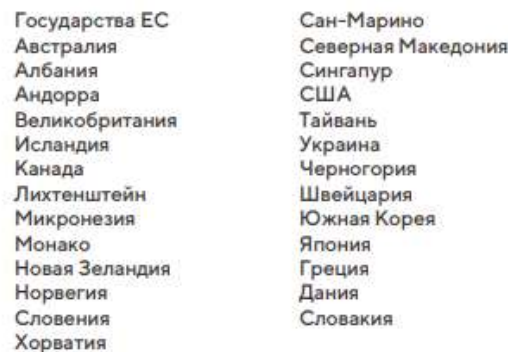 Государства ЕС
Австралия
Албания
Андорра
Великобритания
Исландия
Канада
Лихтенштейн
Микронезия
Монако
Новая Зеландия
Норвегия
Словения
Хорватия
Сан-Марино
Северная Македония
Сингапур
США
Тайвань
Украина
Черногория
Швейцария
Южная Корея
Япония
Греция
Дания
Словакия